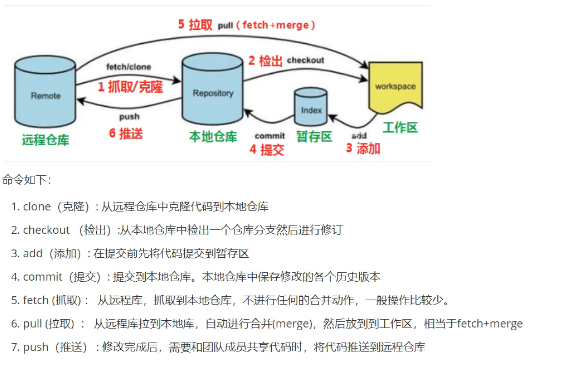 5 拉取 pull（fetch+merge）
fetch/clone
2 检出 checkout
1 抓取/克隆
Remote
Repository
workspace
Index
push
6 推送
远程仓库
本地仓库
commit
4 提交
暂存区
add
3 添加
工作区
命令如下：
1. clone（克隆）: 从远程仓库中克隆代码到本地仓库
2. checkout （检出）:从本地仓库中检出一个仓库分支然后进行修订
3. add（添加）: 在提交前先将代码提交到暂存区
4. commit（提交）: 提交到本地仓库。本地仓库中保存修改的各个历史版本
5. fetch (抓取) ： 从远程库，抓取到本地仓库，不进行任何的合并动作，一般操作比较少。
6. pull (拉取) ： 从远程库拉到本地库，自动进行合并(merge)，然后放到到工作区，相当于fetch+merge
7. push（推送）: 修改完成后，需要和团队成员共享代码时，将代码推送到远程仓库